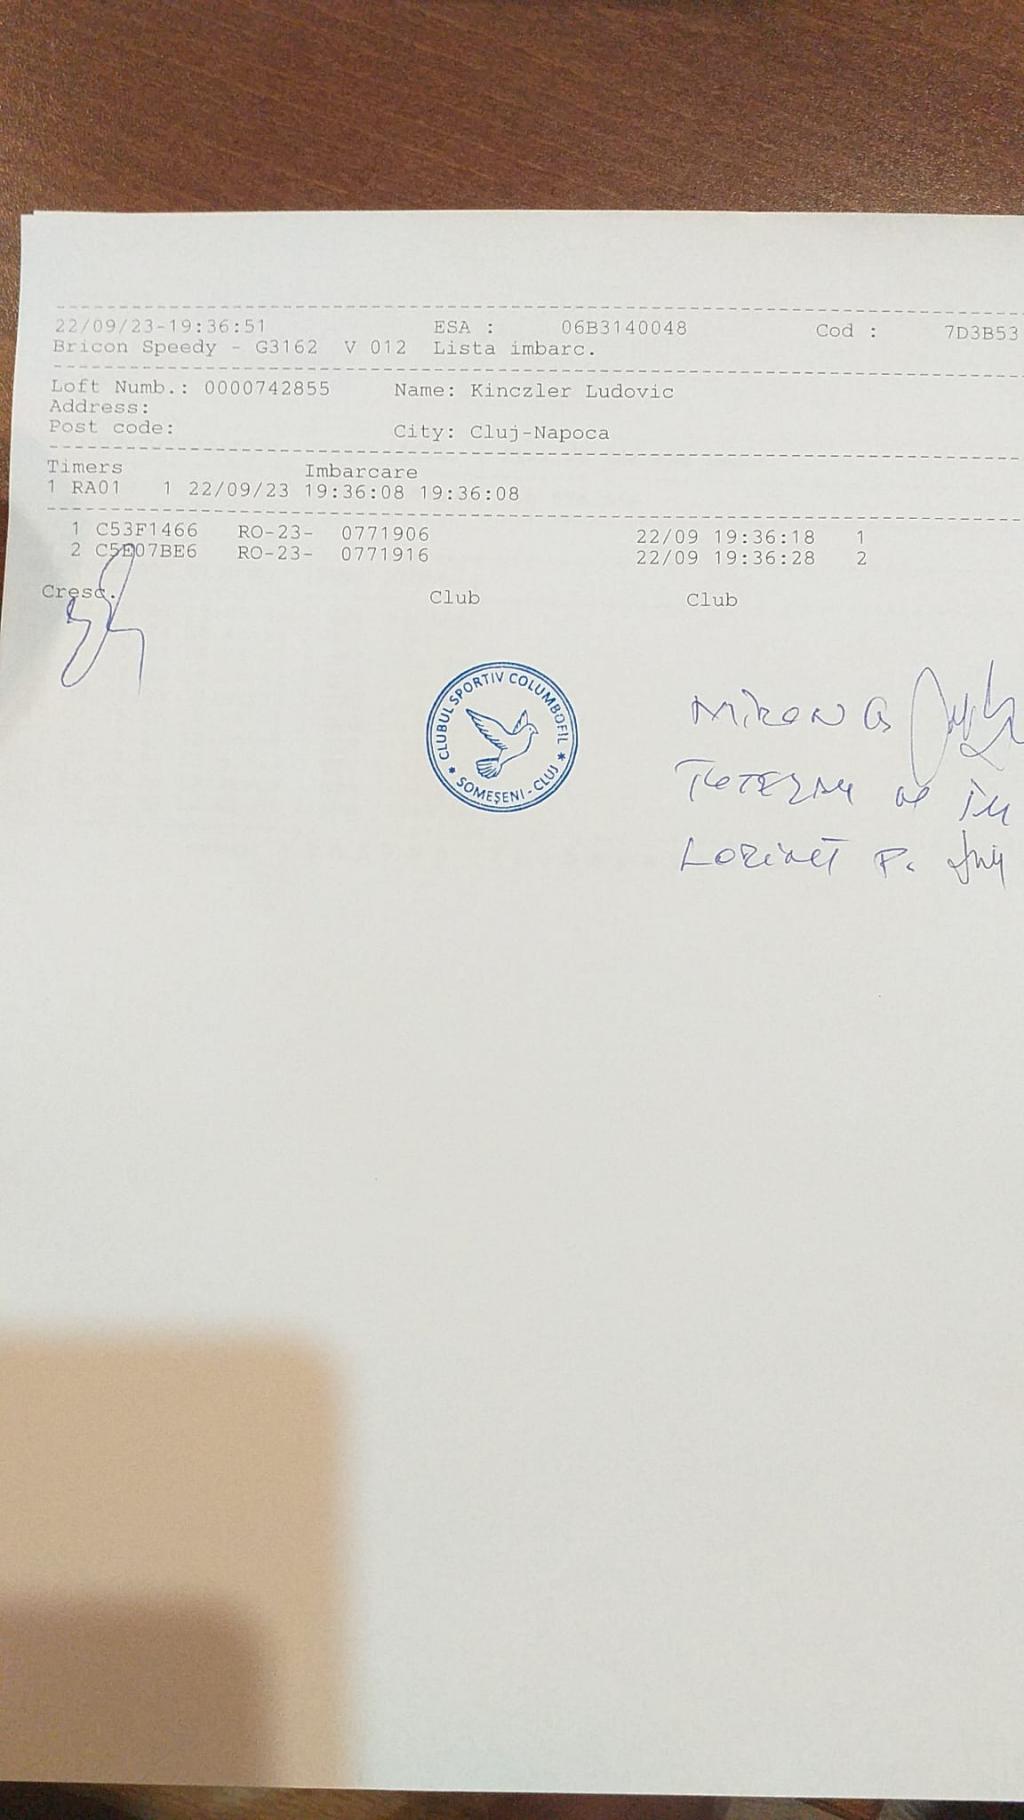 22/09/23-19:36:51 ESA : 06B3140048 Cod : 7D3B53
Bricon Speedy - G3162 V 012 Lista imbarc.
Loft Numb.: 0000742855 Name: Kinczler Ludovic
Address:
Post code: City: Cluj-Napoca
Timers Imbarcare
1 RA01 1 22/09/23 19:36:08 19:36:08
1 C53F1466 RO-23- 0771906 22/09 19:36:18 1
2 C5E07BE6 RO-23- 0771916 22/09 19:36:28 2
Cresc. Club Club
CLUBUL SPORTIV COLUMBOFIL
SOMEȘENI-CLUJ
MIRON G
LORINET P.